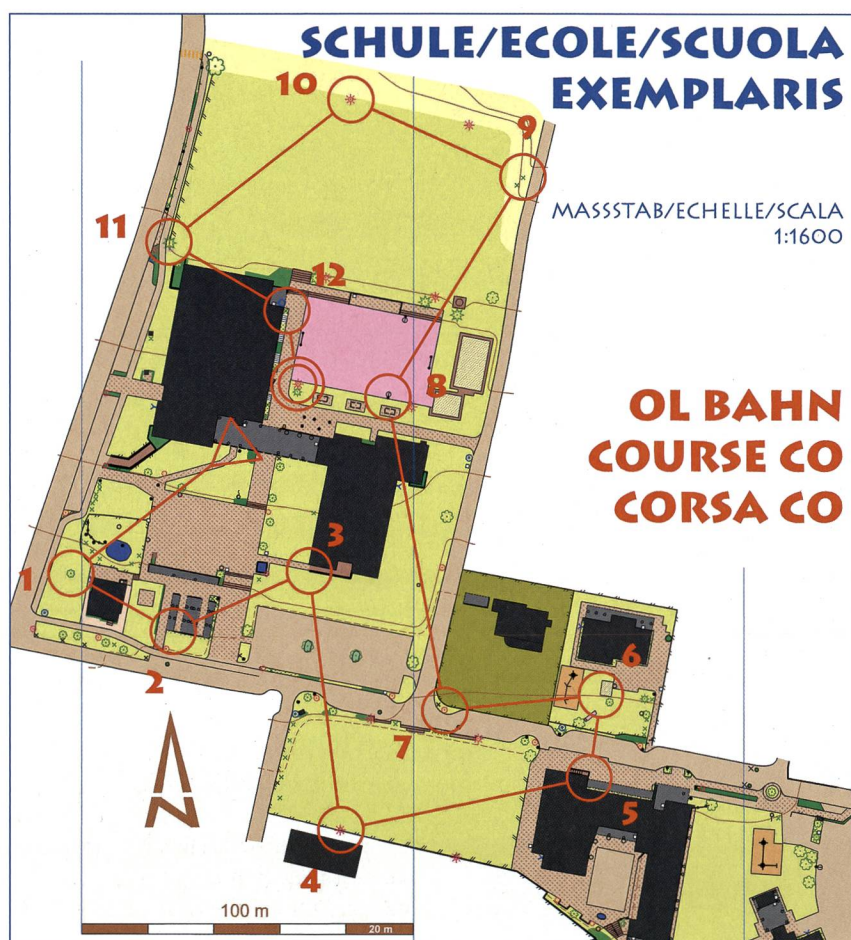 SCHULE/ECOLE/SCUOLA
EXEMPLARIS
MASSSTAB/ECHELLE/SCALA
1:1600
OL BAHN
COURSE CO
CORSA CO
10
9
11
12
8
3
1
2
6
7
5
4
N
100 m
20 m